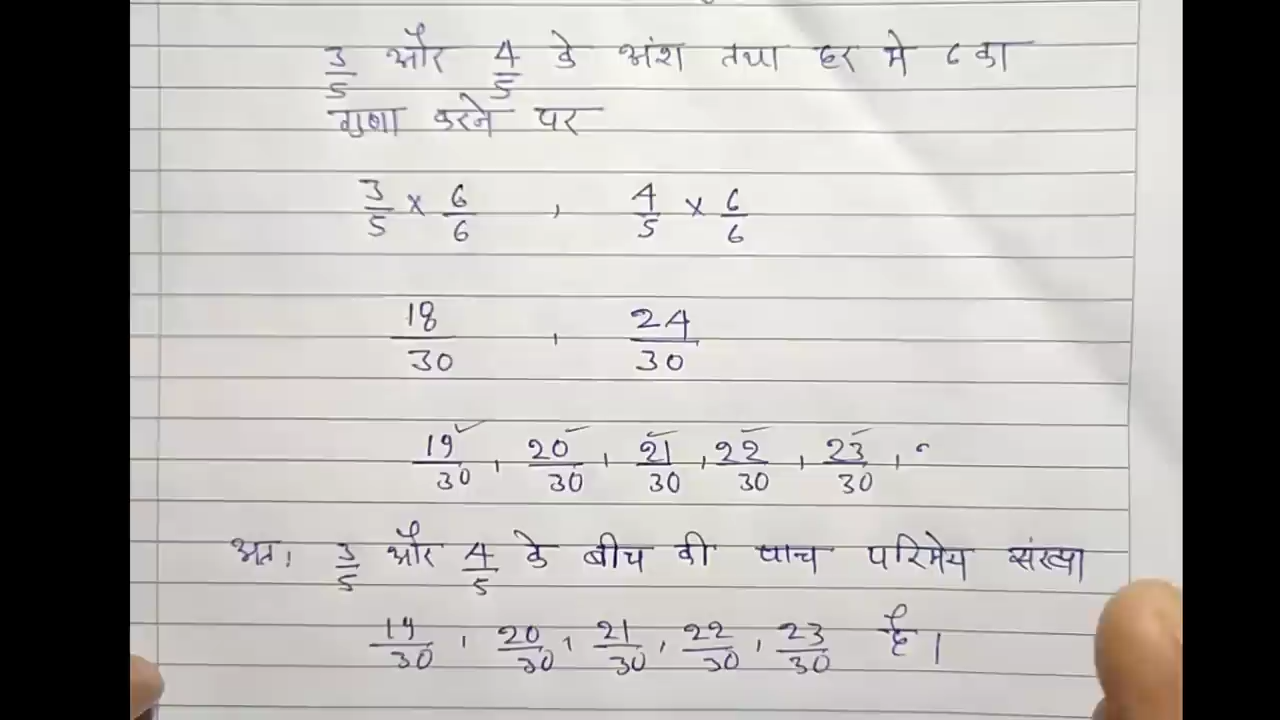 3/5 और 4/5 के अंश तथा हर मे 6 का
गुणा करने पर
3/5 × 6/6 , 4/5 × 6/6
18/30 , 24/30
19/30 , 20/30 , 21/30 , 22/30 , 23/30 ,
अतः 3/5 और 4/5 के बीच की पाच परिमेय संख्या
19/30 , 20/30 , 21/30 , 22/30 , 23/30 है।